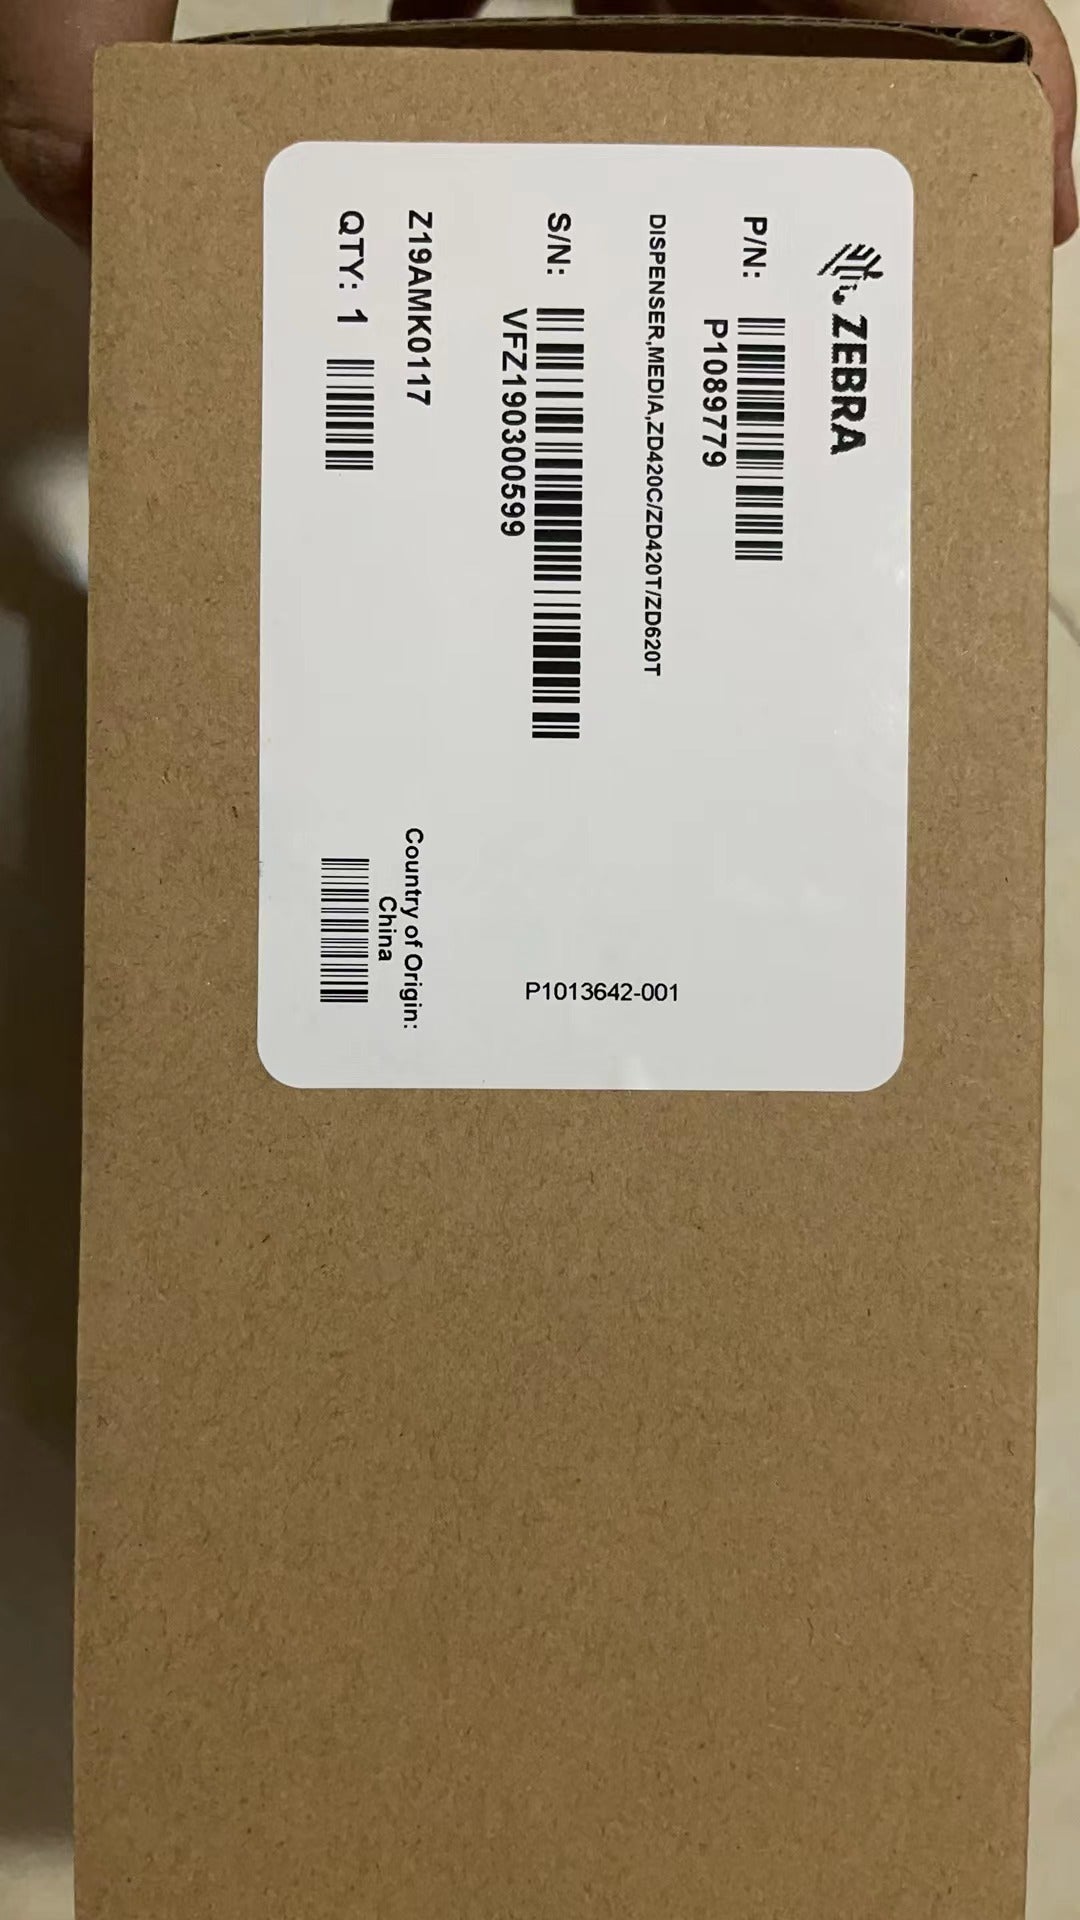 ZEBRA
P/N:
P1089779
DISPENSER,MEDIA,ZD420C/ZD420T/ZD620T
S/N:
VFZ190300599
P1013642-001
Z19AMK0117
Country of Origin:
China
QTY: 1